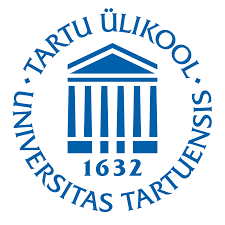 TARTU ÜLIKOOL
1632
UNIVERSITAS TARTUENSIS